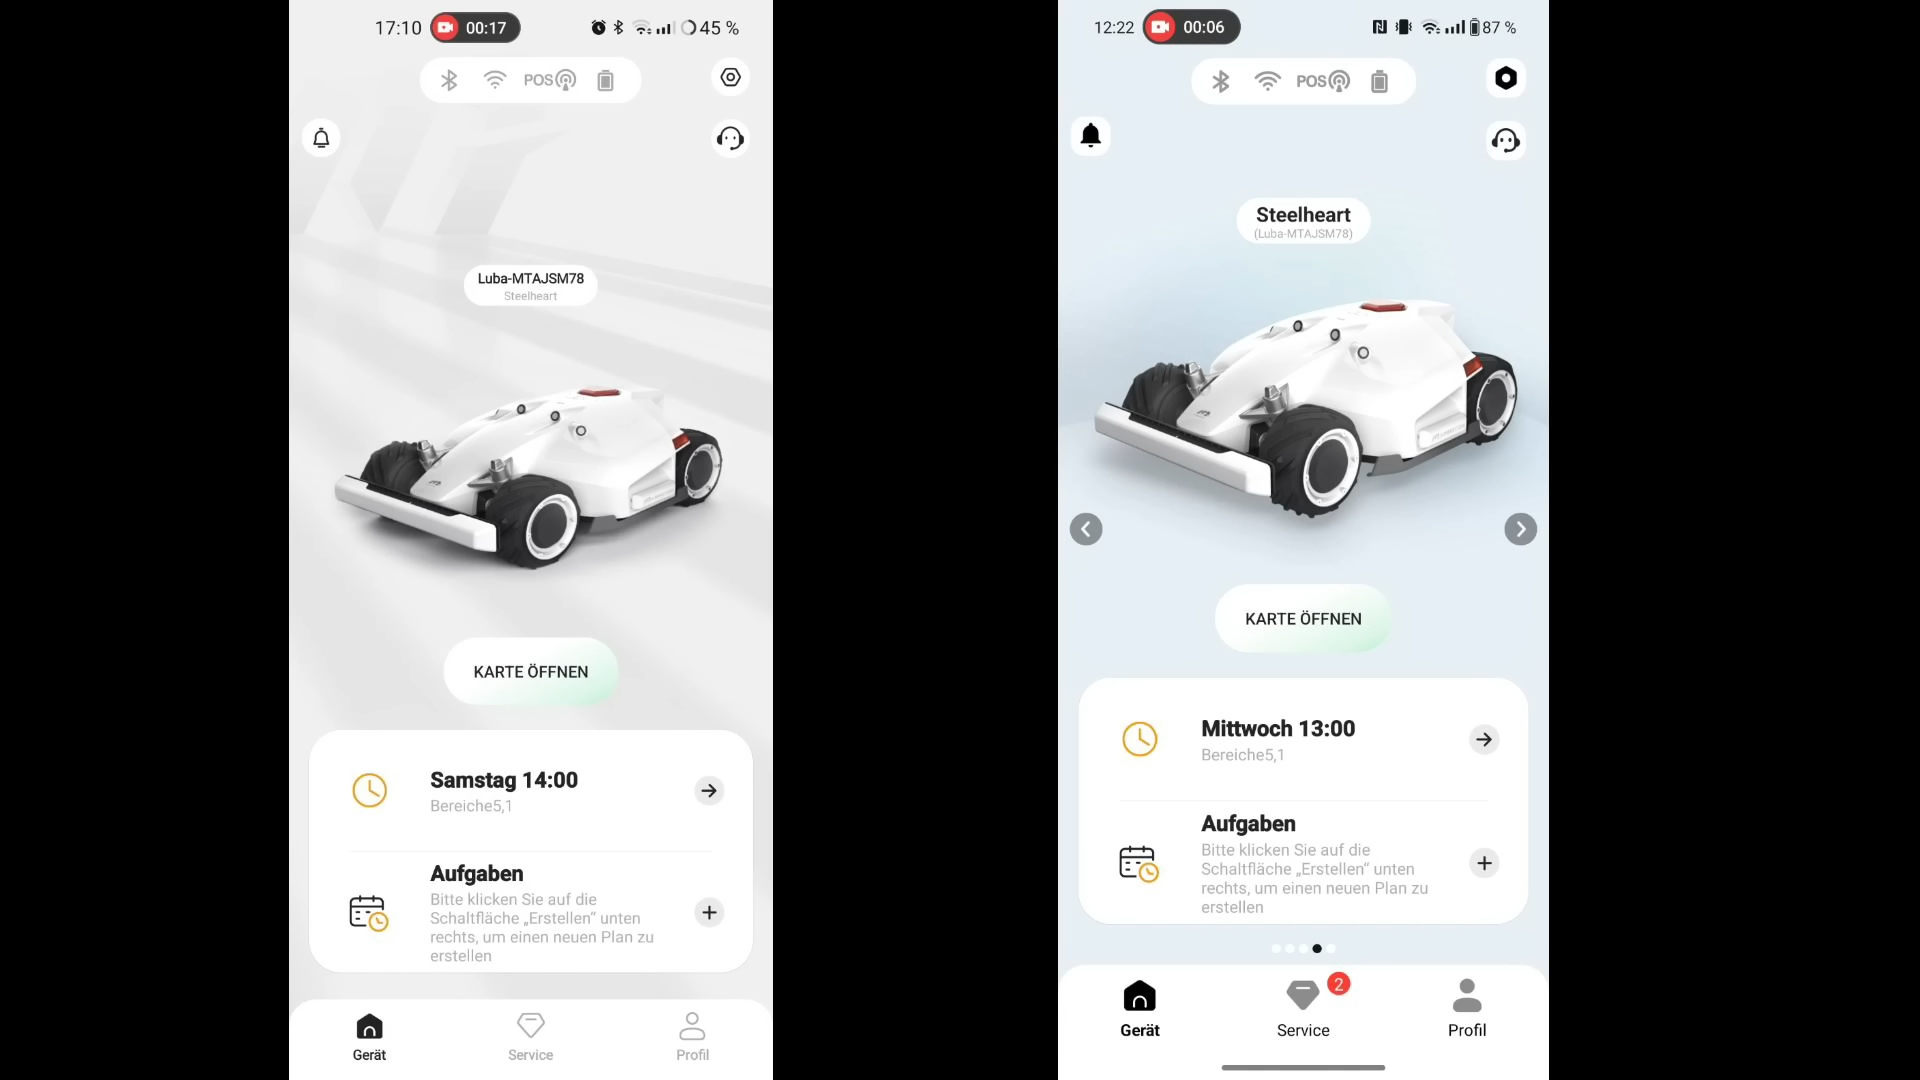 17:10
00:17
45 %
POS
Luba-MTAJSM78
Steelheart
KARTE ÖFFNEN
Samstag 14:00
Bereiche5,1
Aufgaben
Bitte klicken Sie auf die
Schaltfläche „Erstellen“ unten
rechts, um einen neuen Plan zu
erstellen
Gerät
Service
Profil
12:22
00:06
87 %
POS
Steelheart
(Luba-MTAJSM78)
KARTE ÖFFNEN
Mittwoch 13:00
Bereiche5,1
Aufgaben
Bitte klicken Sie auf die
Schaltfläche „Erstellen“ unten
rechts, um einen neuen Plan zu
erstellen
Gerät
Service
2
Profil